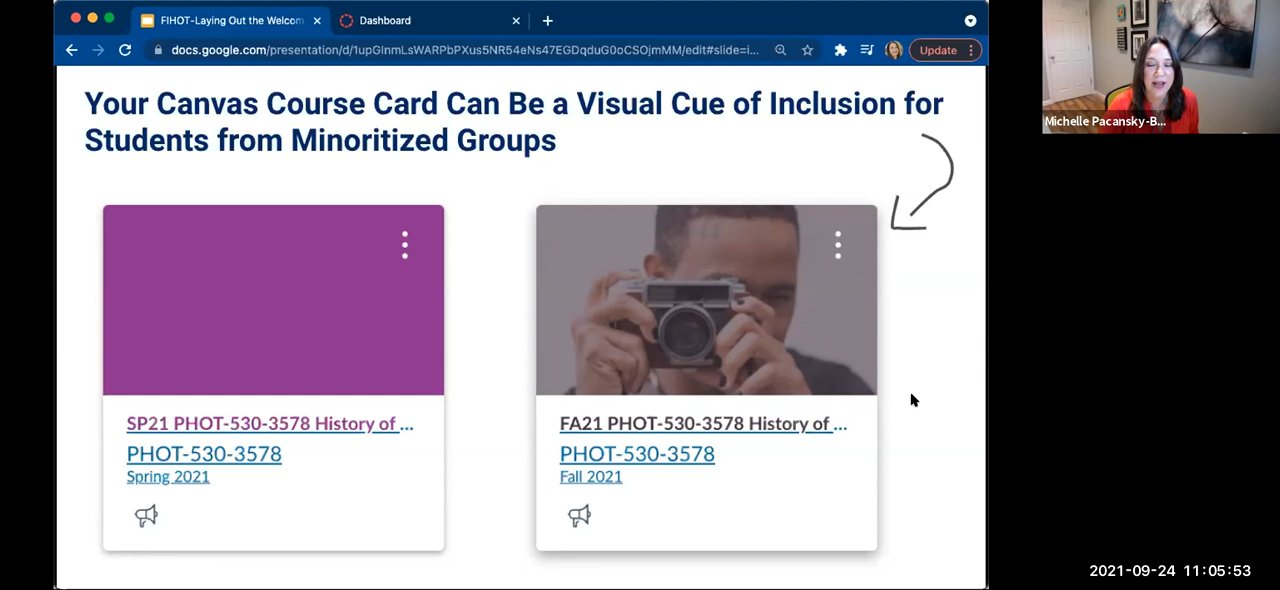 FIHOT-Laying Out the Welcom
Dashboard
docs.google.com/presentation/d/1upGInmLsWARPbPXus5NR54eNs47EGDqduG0oCSOjmMM/edit#slide=i...
Update
Your Canvas Course Card Can Be a Visual Cue of Inclusion for
Students from Minoritized Groups
SP21 PHOT-530-3578 History of ...
PHOT-530-3578
Spring 2021
FA21 PHOT-530-3578 History of ...
PHOT-530-3578
Fall 2021
Michelle Pacansky-B...
2021-09-24 11:05:53